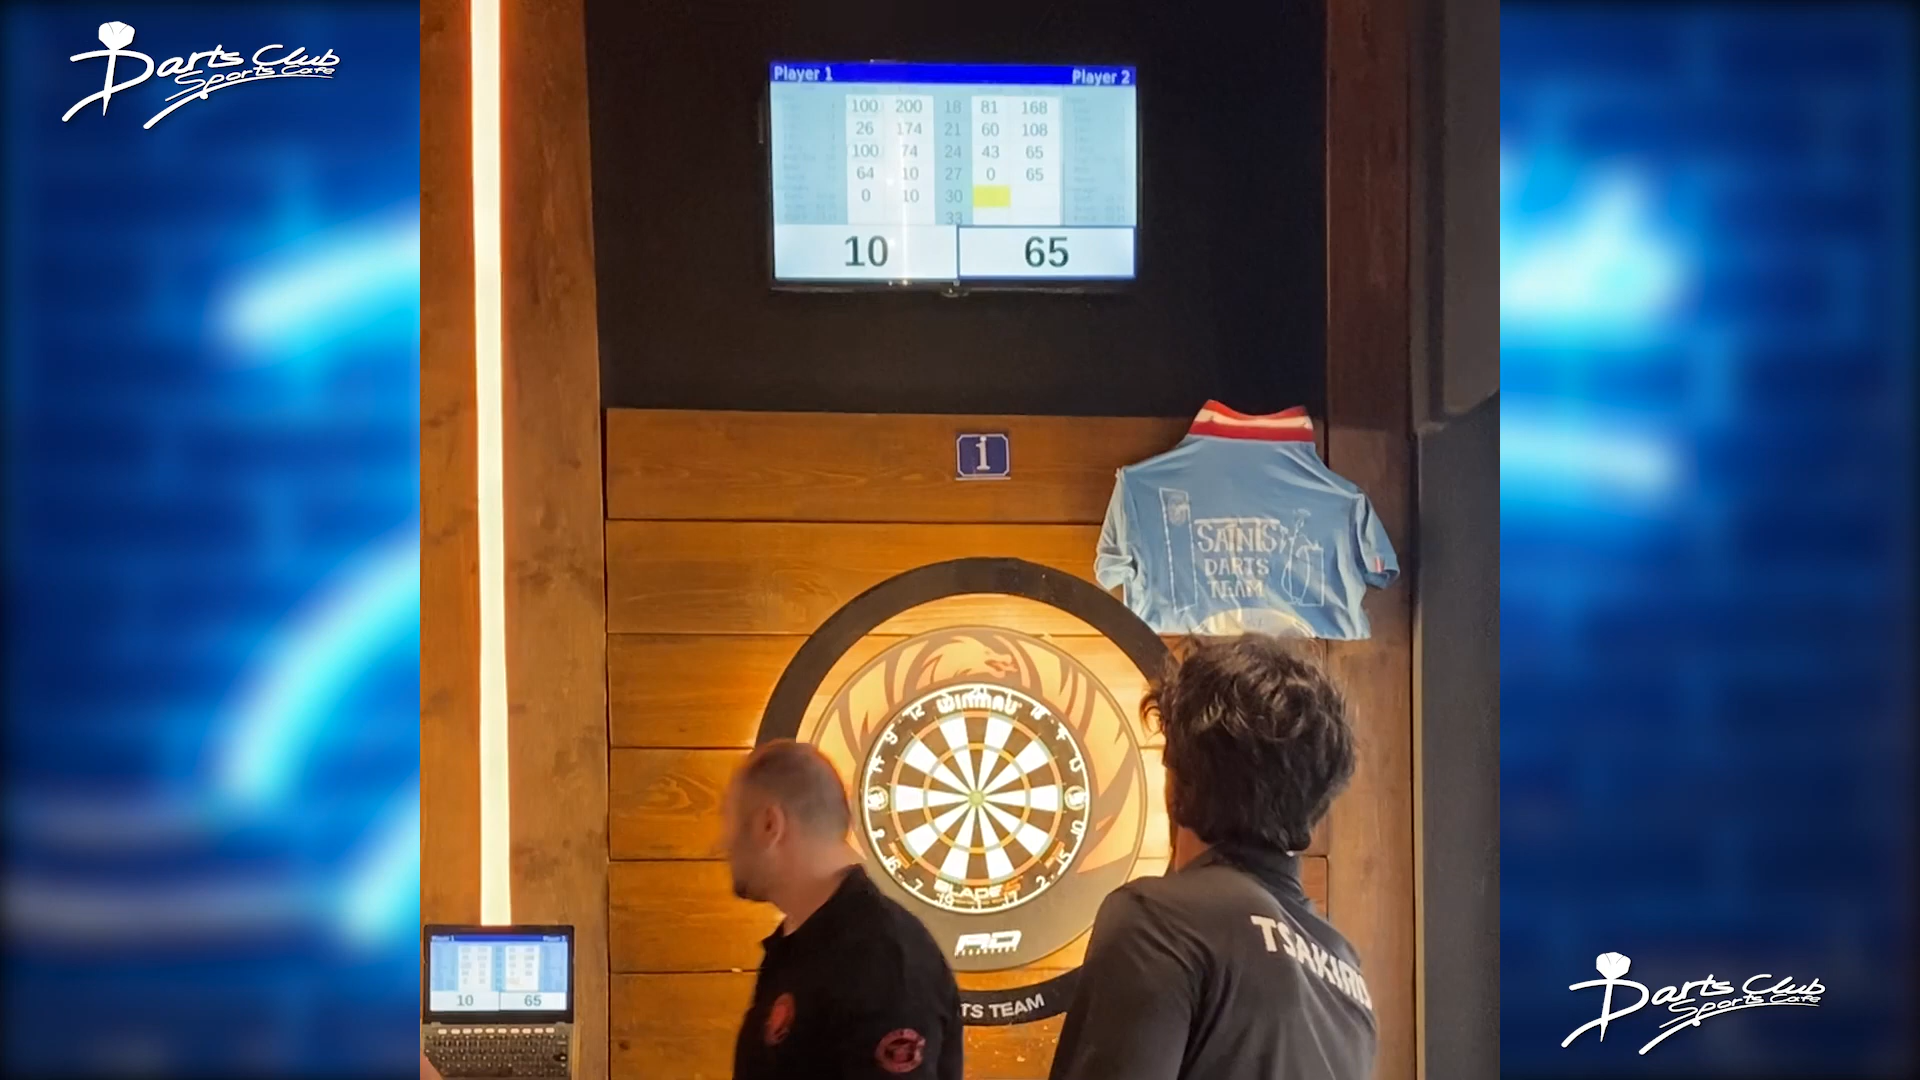 Darts Club
Sports Cafe
Player 1 Player 2
100 200 18 81 168
26 174 21 60 108
100 74 24 43 65
64 10 27 0 65
0 10 30
33
10 65
1
SAINTS
DARTS
TEAM
WINMAU
BLADE
TS TEAM
TSAKIRIS
10 65
Darts Club
Sports Cafe